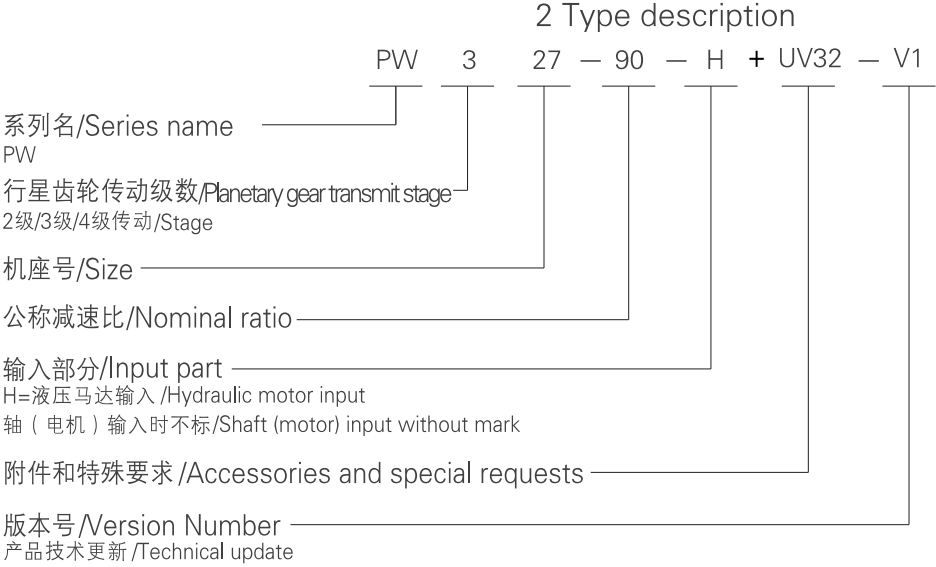 2 Type description
PW 3 27 – 90 – H + UV32 – V1
系列名/Series name
PW
行星齿轮传动级数/Planetary gear transmit stage
2级/3级/4级传动/Stage
机座号/Size
公称减速比/Nominal ratio
输入部分/Input part
H=液压马达输入 /Hydraulic motor input
轴（电机）输入时不标/Shaft (motor) input without mark
附件和特殊要求 /Accessories and special requests
版本号/Version Number
产品技术更新 /Technical update